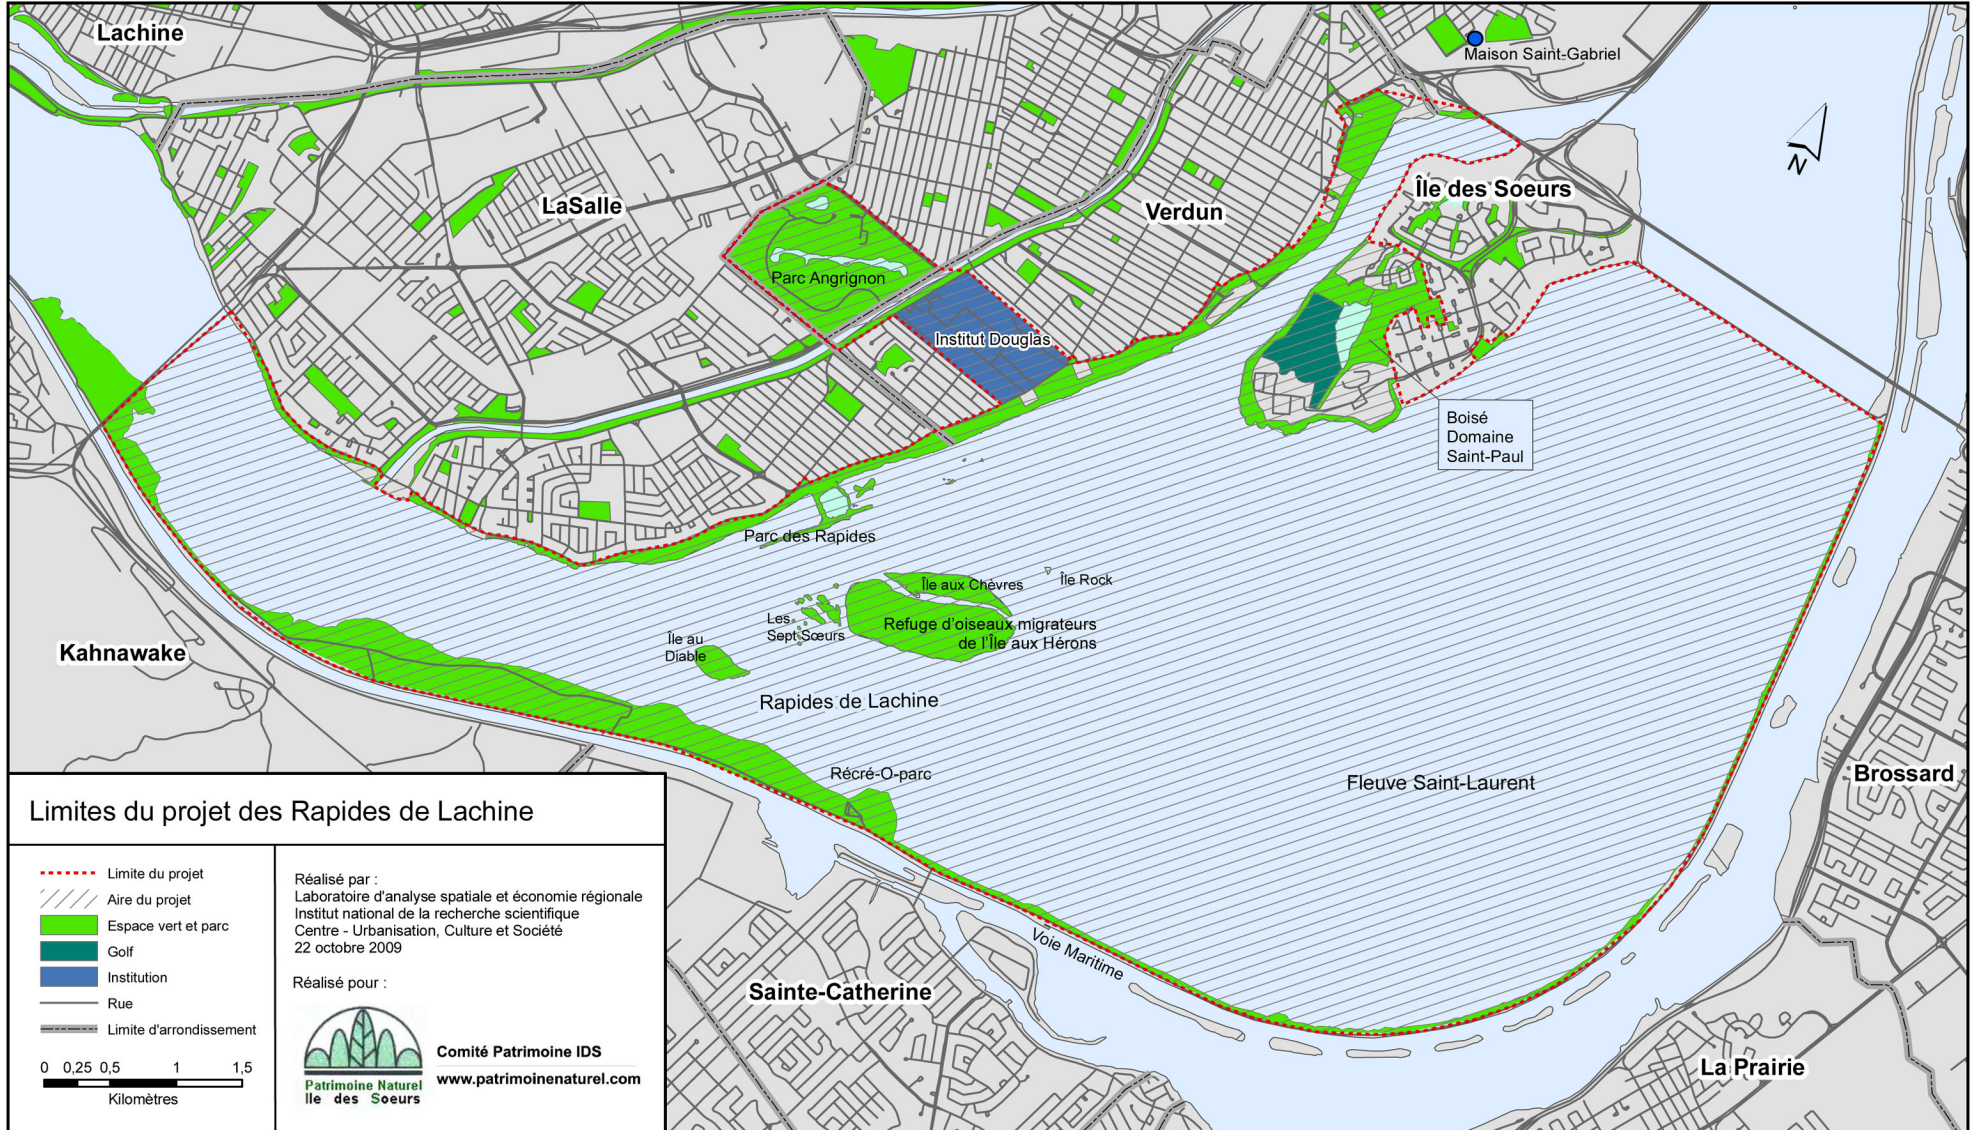 Lachine
Maison Saint-Gabriel
N
LaSalle
Île des Soeurs
Verdun
Parc Angrignon
Institut Douglas
Boisé
Domaine
Saint-Paul
Parc des Rapides
Île aux Chèvres
Île Rock
Les
Sept Sœurs
Refuge d'oiseaux migrateurs
de l'Île aux Hérons
Île au
Diable
Kahnawake
Rapides de Lachine
Récré-O-parc
Fleuve Saint-Laurent
Brossard
Voie Maritime
Sainte-Catherine
La Prairie
Limites du projet des Rapides de Lachine
Limite du projet
Aire du projet
Espace vert et parc
Golf
Institution
Rue
Limite d'arrondissement
0 0,25 0,5 1 1,5
Kilomètres
Réalisé par :
Laboratoire d'analyse spatiale et économie régionale
Institut national de la recherche scientifique
Centre - Urbanisation, Culture et Société
22 octobre 2009
Réalisé pour :
Patrimoine Naturel
Ile des Soeurs
Comité Patrimoine IDS
www.patrimoinenaturel.com